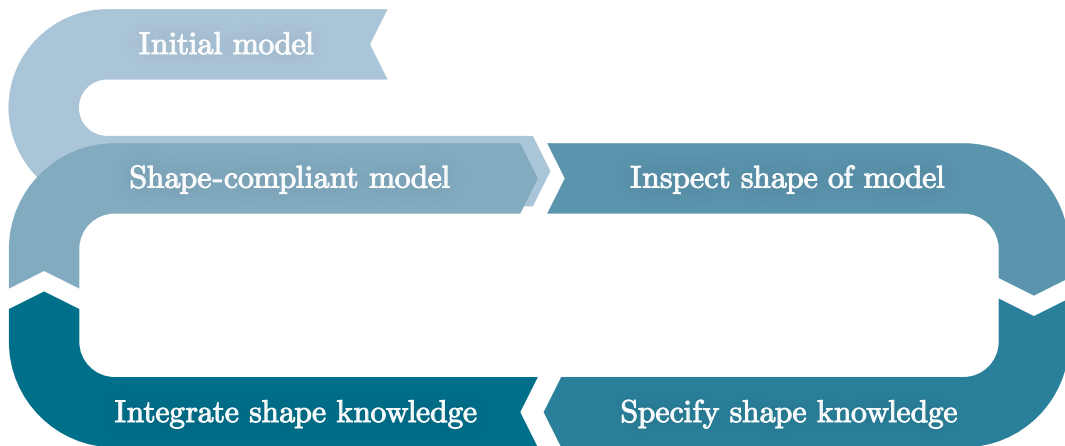 Initial model
Shape-compliant model
Inspect shape of model
Integrate shape knowledge
Specify shape knowledge